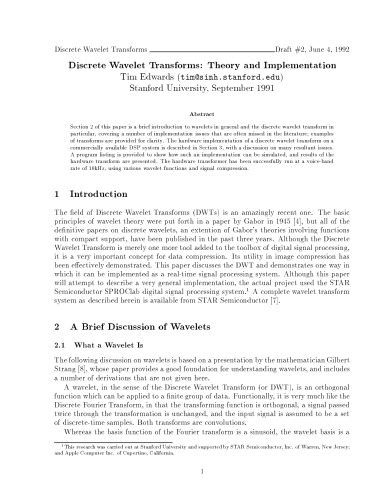 Discrete Wavelet Transforms Draft #2, June 4, 1992
Discrete Wavelet Transforms: Theory and Implementation
Tim Edwards (tim@sinh.stanford.edu)
Stanford University, September 1991
Abstract
Section 2 of this paper is a brief introduction to wavelets in general and the discrete wavelet transform in
particular, covering a number of implementation issues that are often missed in the literature; examples
of transforms are provided for clarity. The hardware implementation of a discrete wavelet transform on a
commercially available DSP system is described in Section 3, with a discussion on many resultant issues.
A program listing is provided to show how such an implementation can be simulated, and results of the
hardware transform are presented. The hardware transformer has been successfully run at a voice-band
rate of 10kHz, using various wavelet functions and signal compression.
1 Introduction
The field of Discrete Wavelet Transforms (DWTs) is an amazingly recent one. The basic
principles of wavelet theory were put forth in a paper by Gabor in 1945 [4], but all of the
definitive papers on discrete wavelets, an extention of Gabor's theories involving functions
with compact support, have been published in the past three years. Although the Discrete
Wavelet Transform is merely one more tool added to the toolbox of digital signal processing,
it is a very important concept for data compression. Its utility in image compression has
been effectively demonstrated. This paper discusses the DWT and demonstrates one way in
which it can be implemented as a real-time signal processing system. Although this paper
will attempt to describe a very general implementation, the actual project used the STAR
Semiconductor SPROClab digital signal processing system.1 A complete wavelet transform
system as described herein is available from STAR Semiconductor [7].
2 A Brief Discussion of Wavelets
2.1 What a Wavelet Is
The following discussion on wavelets is based on a presentation by the mathematician Gilbert
Strang [8], whose paper provides a good foundation for understanding wavelets, and includes
a number of derivations that are not given here.
A wavelet, in the sense of the Discrete Wavelet Transform (or DWT), is an orthogonal
function which can be applied to a finite group of data. Functionally, it is very much like the
Discrete Fourier Transform, in that the transforming function is orthogonal, a signal passed
twice through the transformation is unchanged, and the input signal is assumed to be a set
of discrete-time samples. Both transforms are convolutions.
Whereas the basis function of the Fourier transform is a sinusoid, the wavelet basis is a
1This research was carried out at Stanford University and supported by STAR Semiconductor, Inc. of Warren, New Jersey,
and Apple Computer Inc. of Cupertino, California.
1